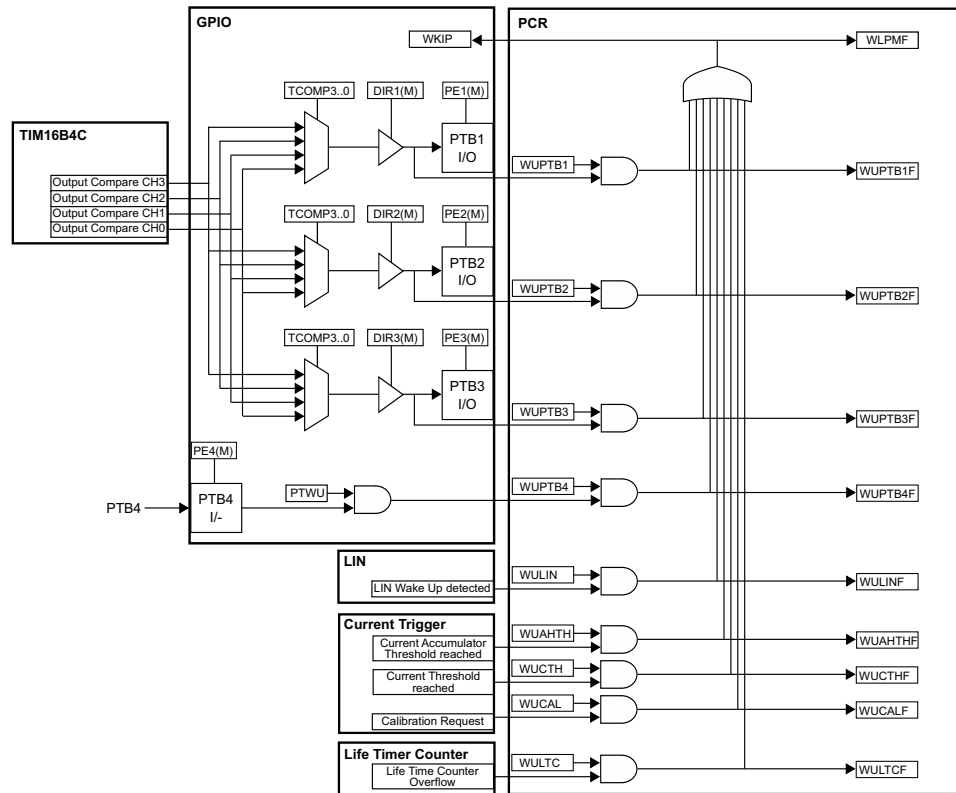 GPIO
PCR
WKIP
WLPMF
TCOMP3..0
DIR1(M)
PE1(M)
TIM16B4C
PTB1
I/O
WUPTB1
WUPTB1F
Output Compare CH3
Output Compare CH2
Output Compare CH1
Output Compare CH0
TCOMP3..0
DIR2(M)
PE2(M)
PTB2
I/O
WUPTB2
WUPTB2F
TCOMP3..0
DIR3(M)
PE3(M)
PTB3
I/O
WUPTB3
WUPTB3F
PE4(M)
PTB4
PTB4
I/-
PTWU
WUPTB4
WUPTB4F
LIN
LIN Wake Up detected
WULIN
WULINF
Current Trigger
Current Accumulator
Threshold reached
WUAHTH
WUAHTHF
Current Threshold
reached
WUCTH
WUCTHF
Calibration Request
WUCAL
WUCALF
Life Timer Counter
Life Time Counter
Overflow
WULTC
WULTCF